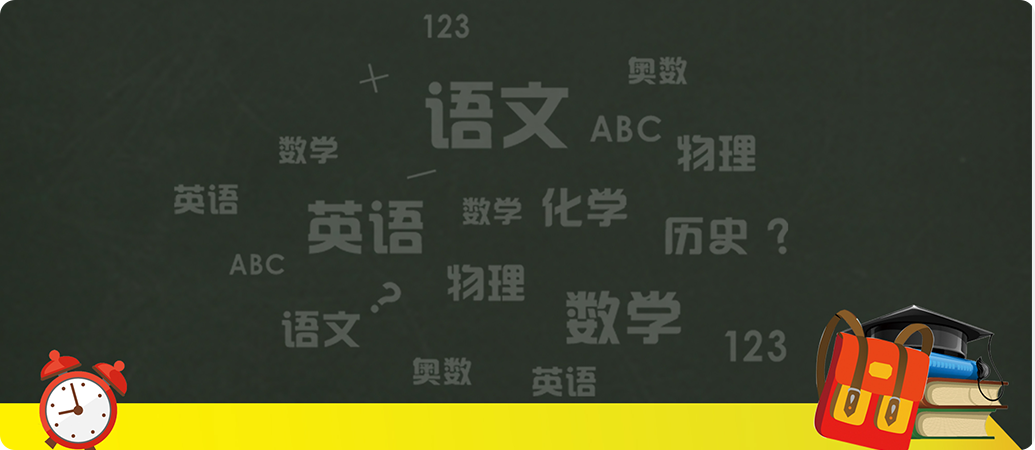 123
+
奥数
语文
ABC
数学
物理
—
英语
数学
化学
英语
历史 ?
ABC
物理
?
语文
数学
123
奥数
英语